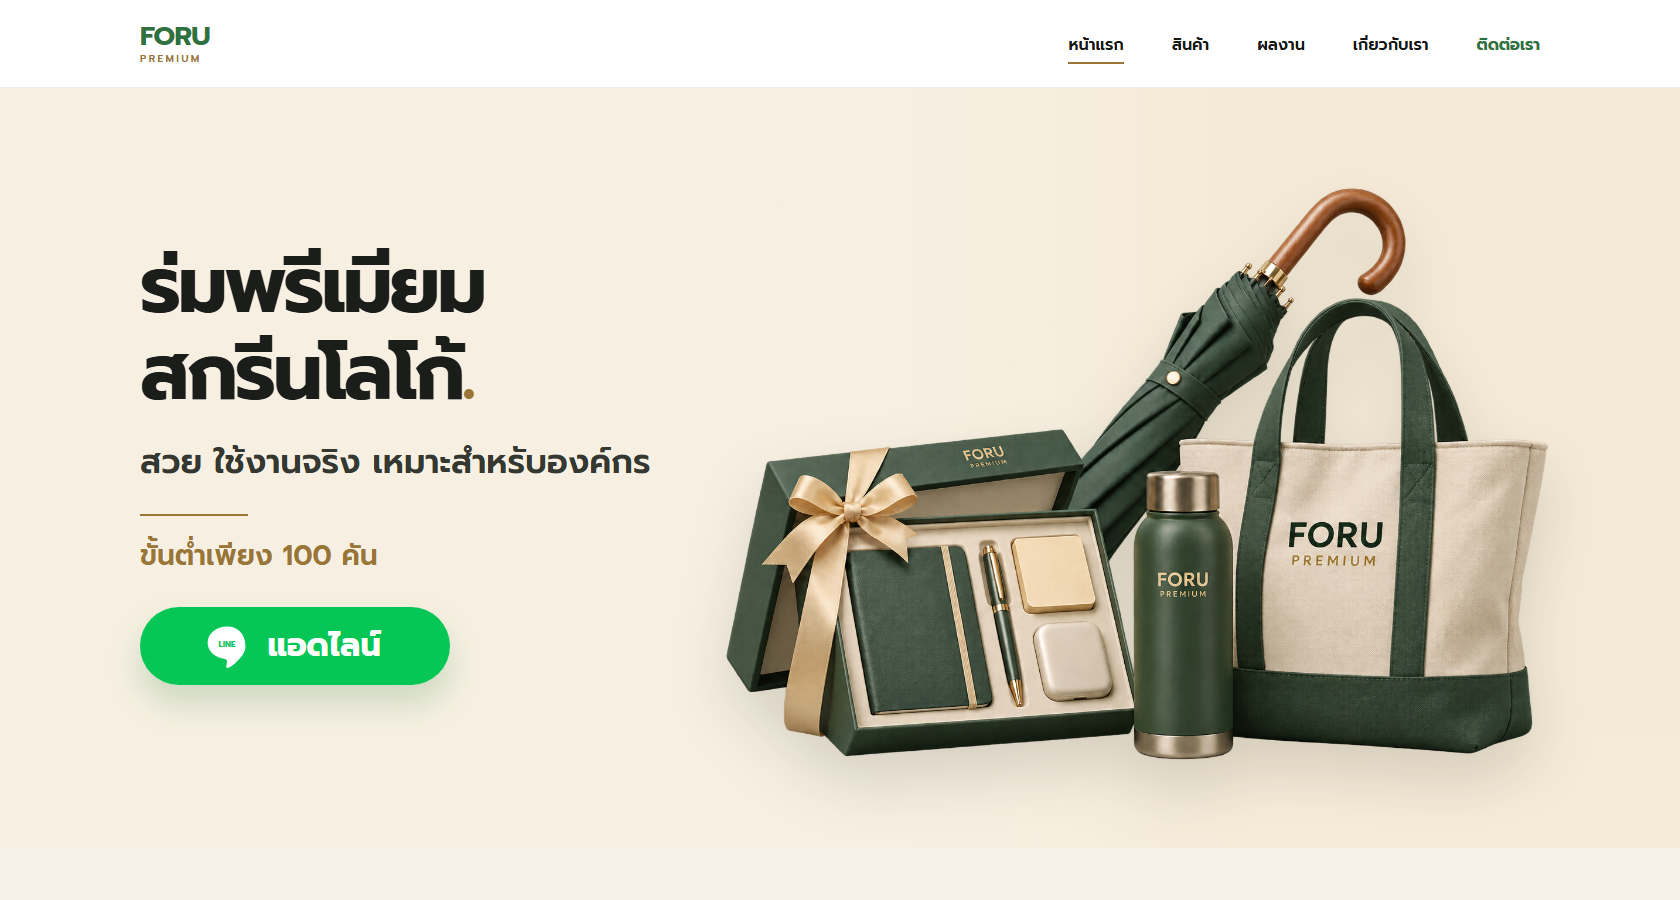 FORU
PREMIUM
หน้าแรก
สินค้า
ผลงาน
เกี่ยวกับเรา
ติดต่อเรา
ร่มพรีเมียม
สกรีนโลโก้.
สวย ใช้งานจริง เหมาะสำหรับองค์กร
ขั้นต่ำเพียง 100 คัน
LINE
แอดไลน์
FORU
PREMIUM
FORU
PREMIUM
FORU
PREMIUM